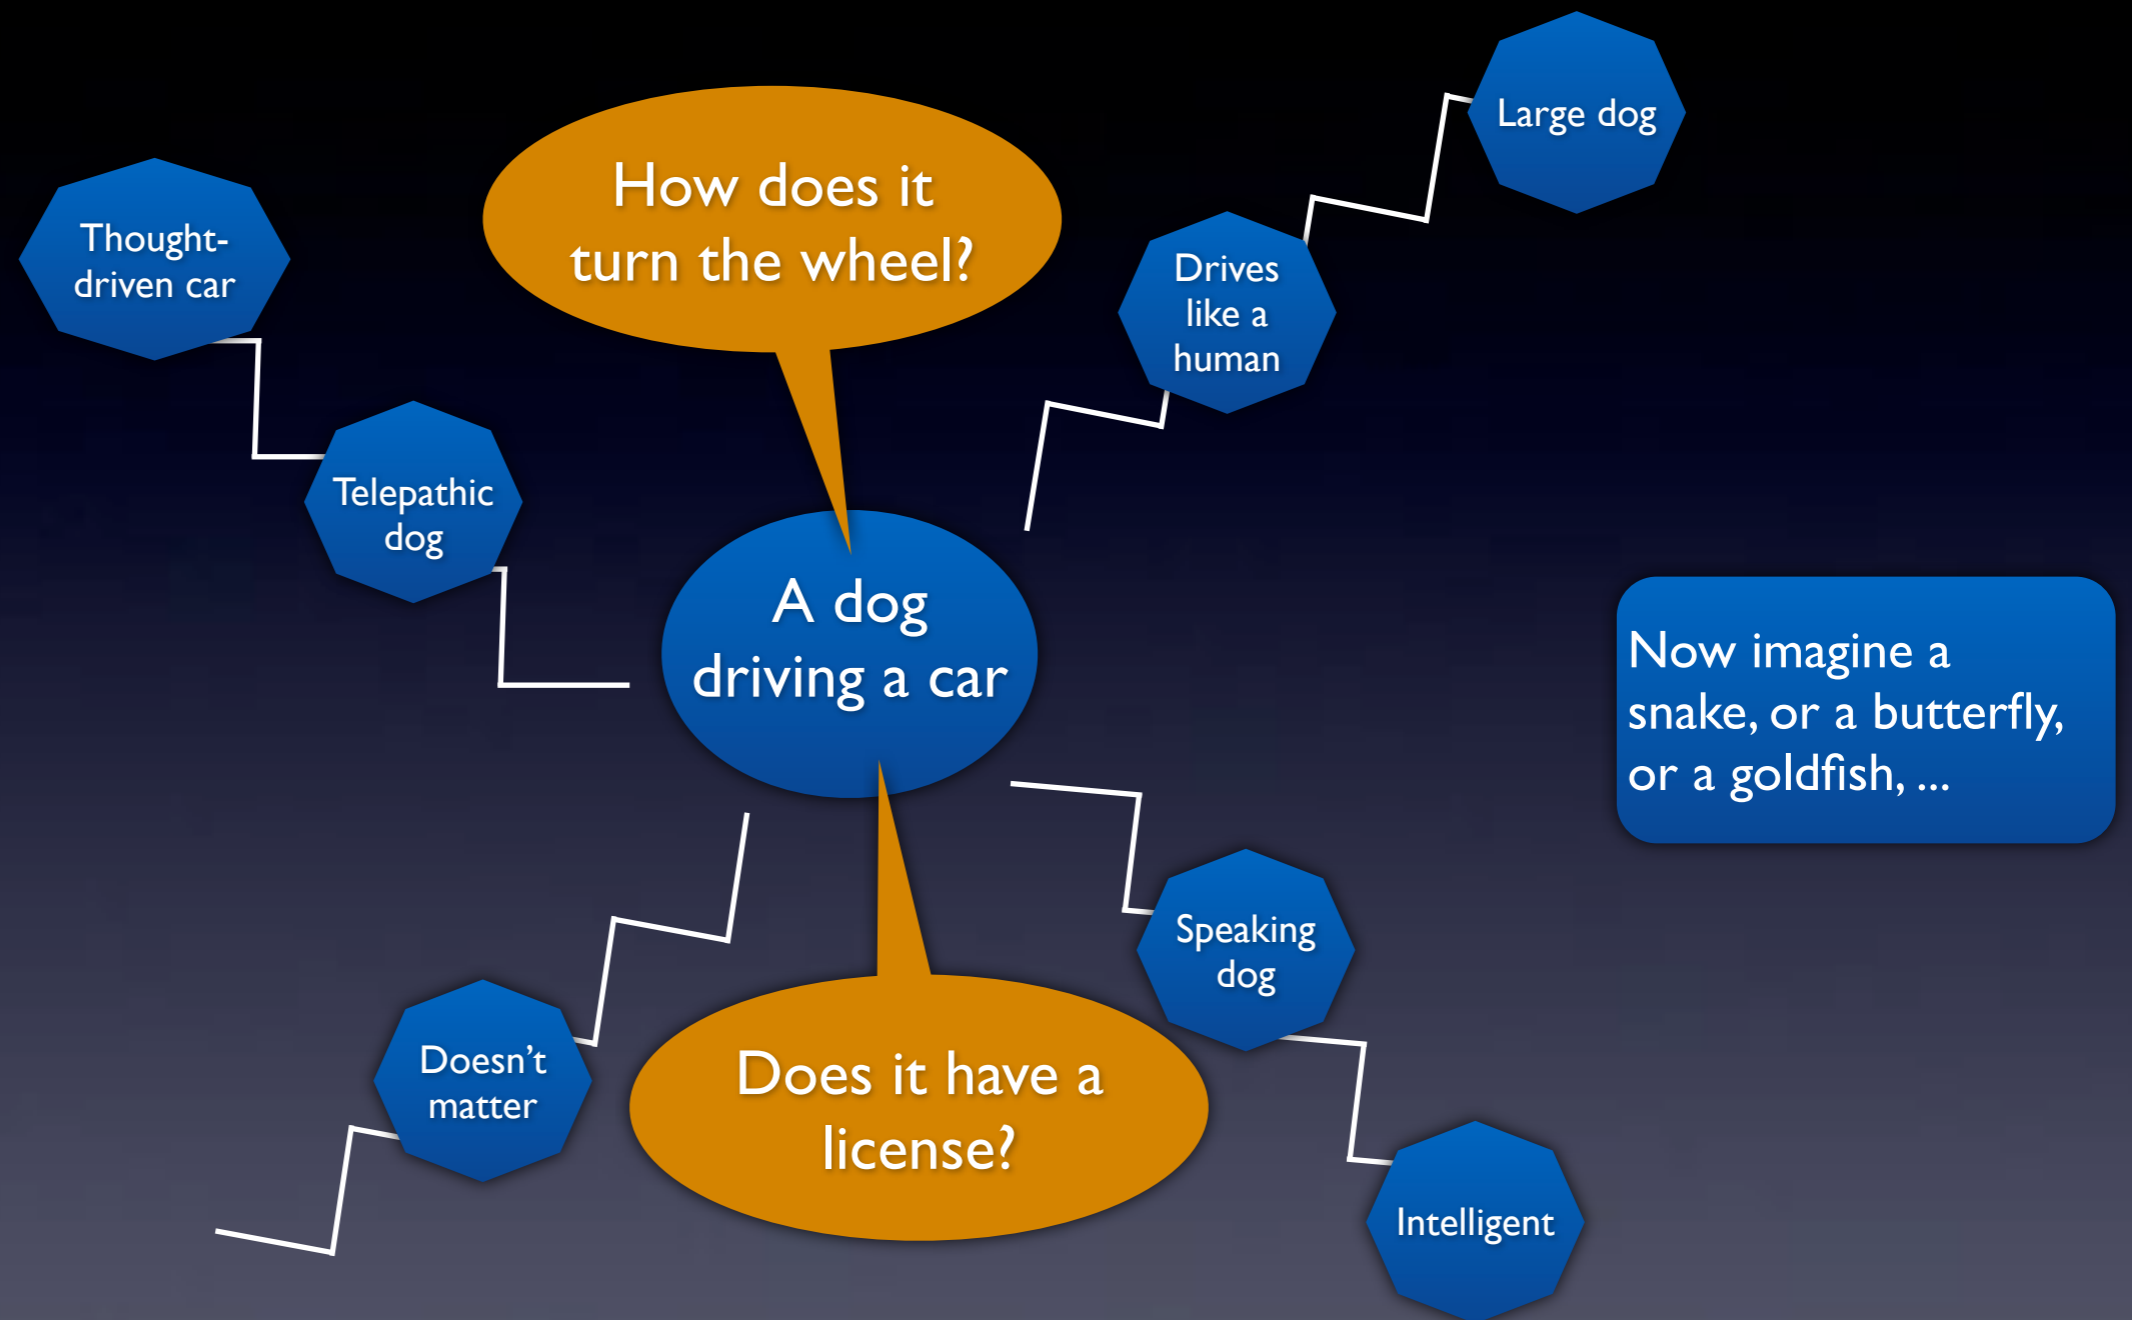 Large dog
How does it
turn the wheel?
Thought-
driven car
Drives
like a
human
Telepathic
dog
A dog
driving a car
Now imagine a
snake, or a butterfly,
or a goldfish, ...
Speaking
dog
Doesn’t
matter
Does it have a
license?
Intelligent